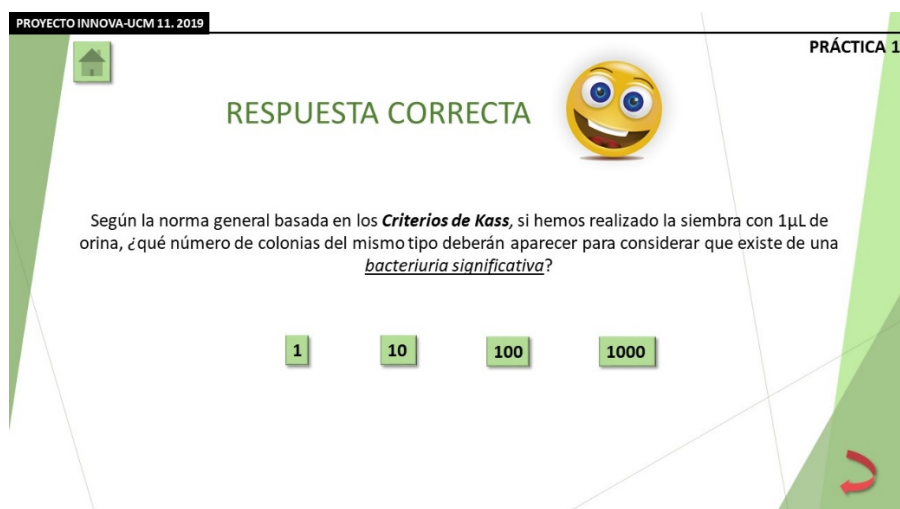 PROYECTO INNOVA-UCM 11. 2019
PRÁCTICA 1
RESPUESTA CORRECTA
Según la norma general basada en los Criterios de Kass, si hemos realizado la siembra con 1µL de
orina, ¿qué número de colonias del mismo tipo deberán aparecer para considerar que existe de una
bacteriuria significativa?
1 10 100 1000